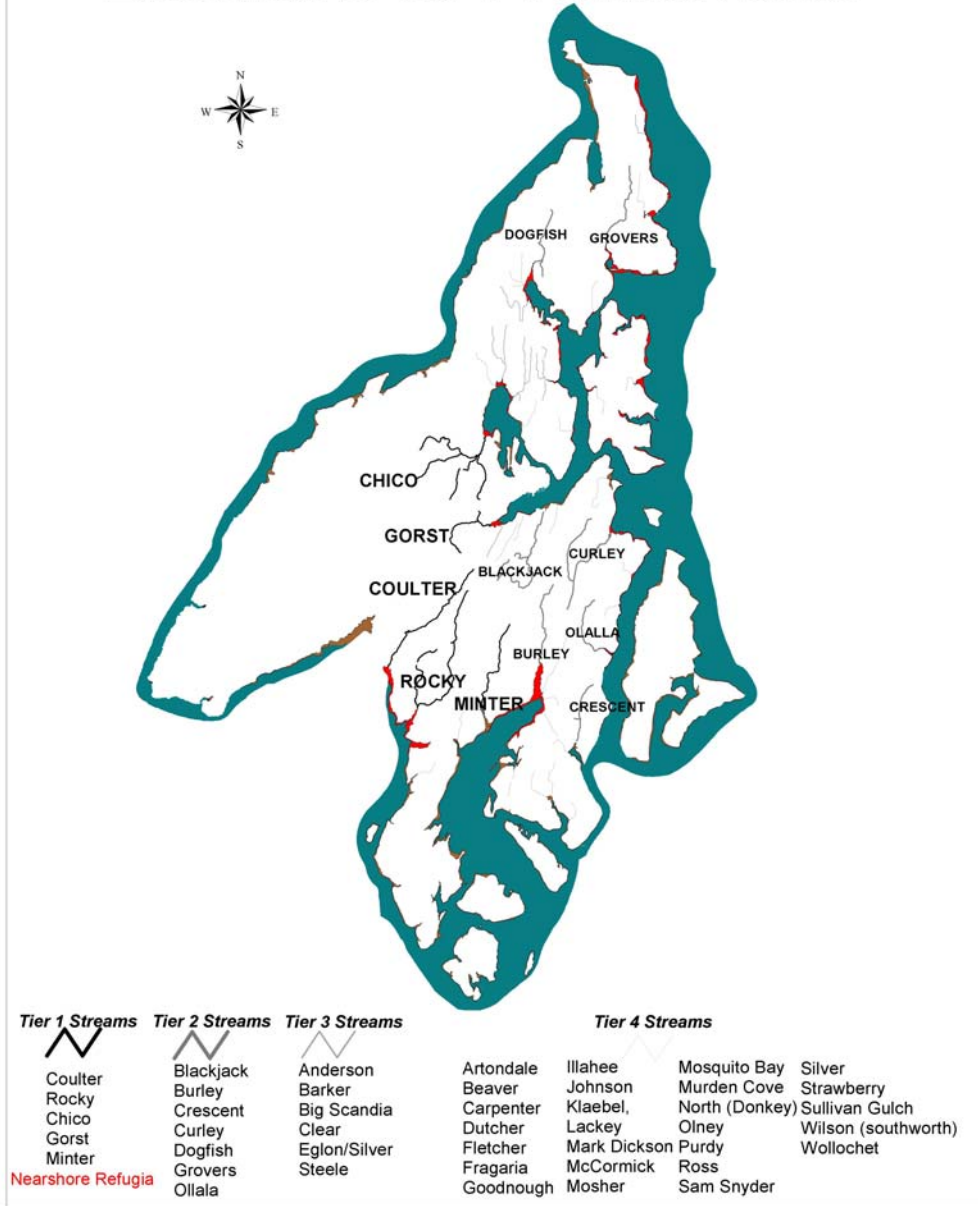 N
W E
S
DOGFISH GROVERS
CHICO
GORST
CURLEY
BLACKJACK
COULTER
OLALLA
BURLEY
ROCKY
MINTER CRESCENT
Tier 1 Streams
Coulter
Rocky
Chico
Gorst
Minter
Nearshore Refugia
Tier 2 Streams
Blackjack
Burley
Crescent
Curley
Dogfish
Grovers
Ollala
Tier 3 Streams
Anderson
Barker
Big Scandia
Clear
Eglon/Silver
Steele
Tier 4 Streams
Artondale
Beaver
Carpenter
Dutcher
Fletcher
Fragaria
Goodnough
Illahee
Johnson
Klaebel,
Lackey
Mark Dickson
McCormick
Mosher
Mosquito Bay
Murden Cove
North (Donkey)
Olney
Purdy
Ross
Sam Snyder
Silver
Strawberry
Sullivan Gulch
Wilson (southworth)
Wollochet